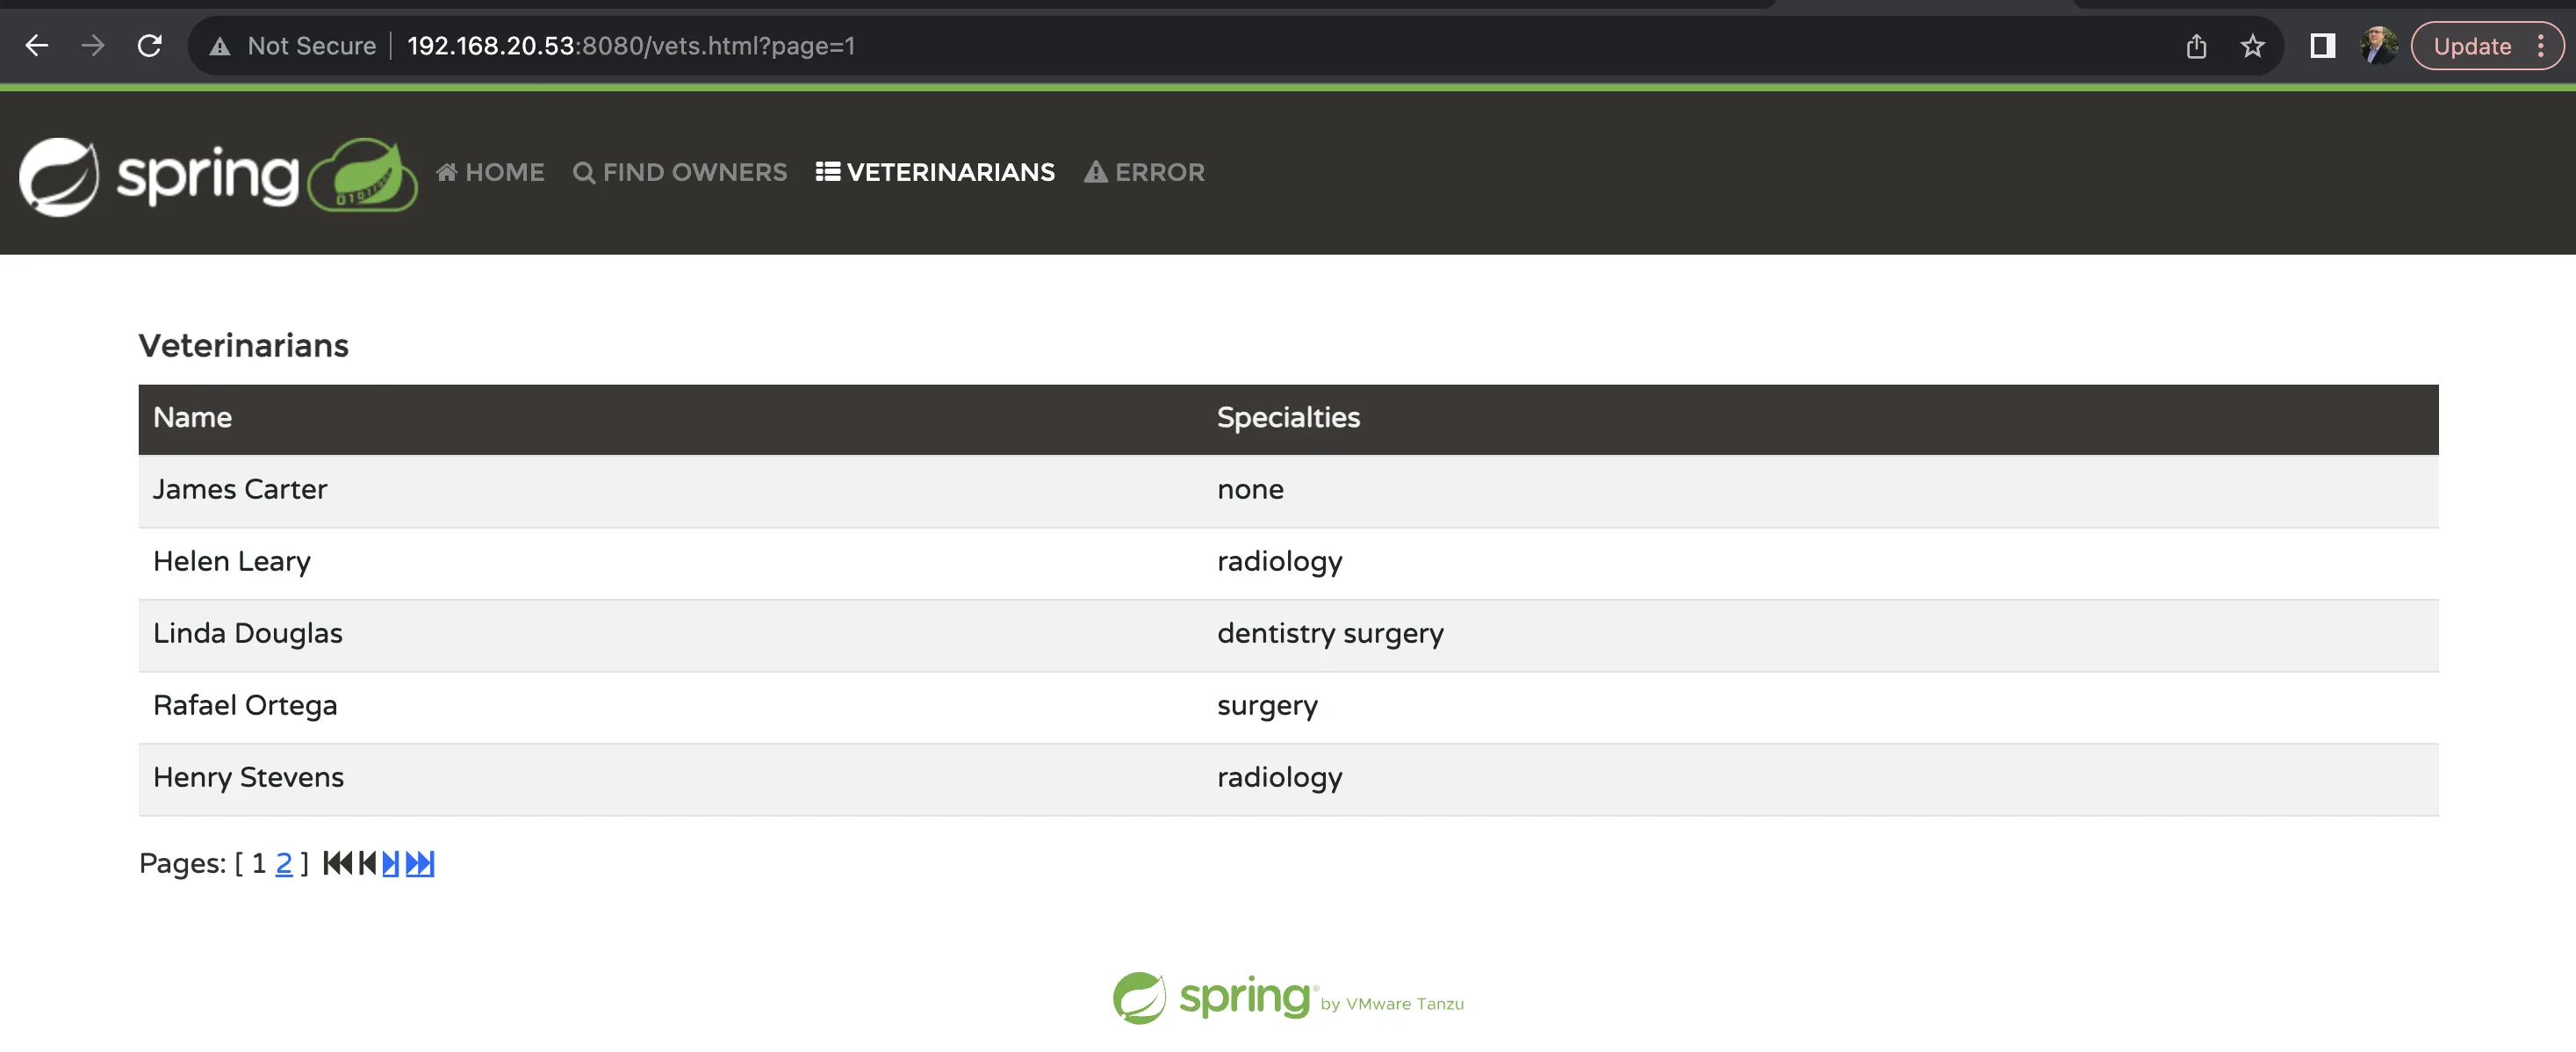 Not Secure 192.168.20.53:8080/vets.html?page=1 Update
spring HOME FIND OWNERS VETERINARIANS ERROR
Veterinarians
Name Specialties
James Carter none
Helen Leary radiology
Linda Douglas dentistry surgery
Rafael Ortega surgery
Henry Stevens radiology
Pages: [ 1 2 ]
spring by VMware Tanzu